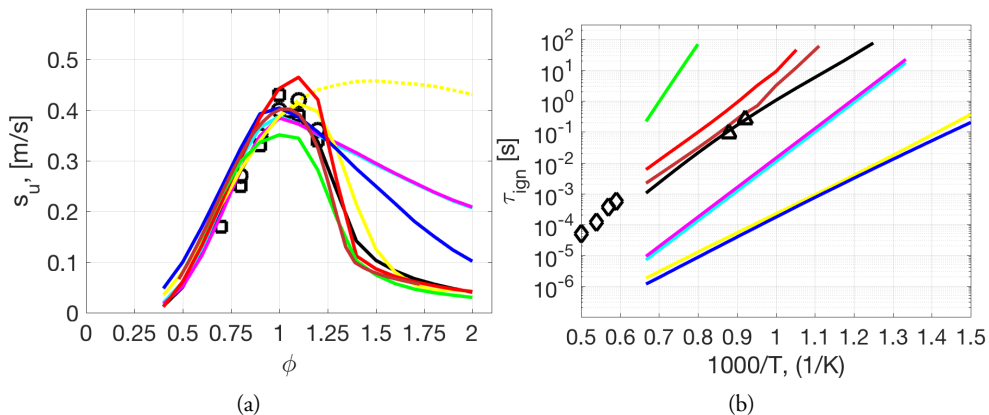 s_u, [m/s]
0.5
0.4
0.3
0.2
0.1
0
0 0.25 0.5 0.75 1 1.25 1.5 1.75 2
ϕ
(a)
τ_ign [s]
10^2
10^1
10^0
10^-1
10^-2
10^-3
10^-4
10^-5
10^-6
0.5 0.6 0.7 0.8 0.9 1 1.1 1.2 1.3 1.4 1.5
1000/T, (1/K)
(b)